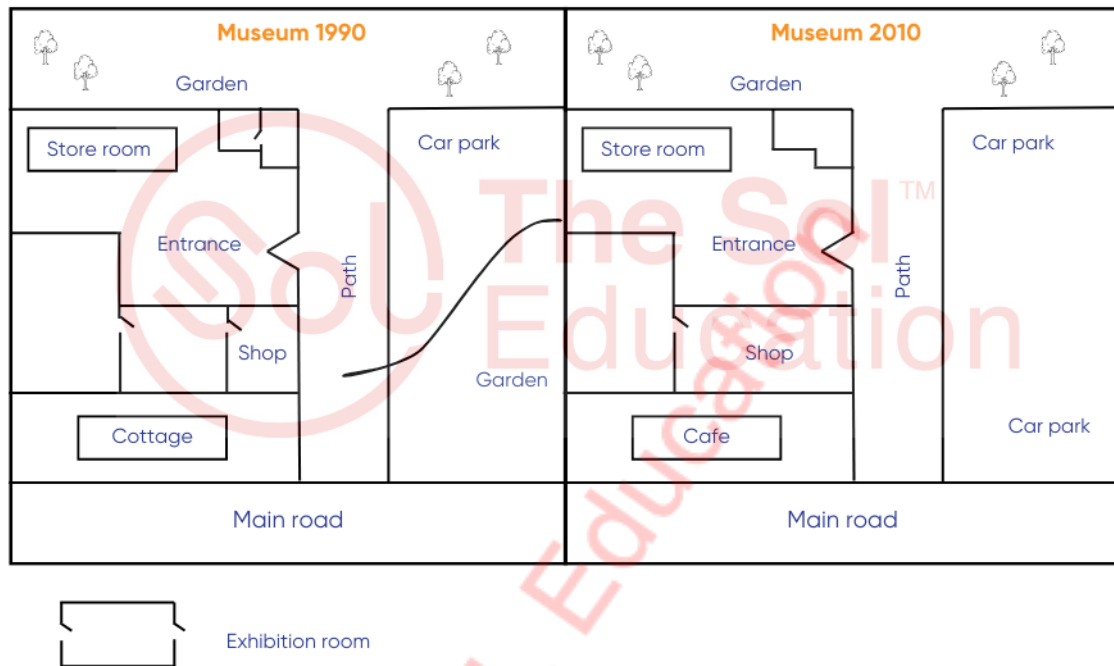 Museum 1990
Garden
Store room
Car park
Entrance
Path
Shop
Garden
Cottage
Main road
Museum 2010
Garden
Store room
Car park
Entrance
Path
Shop
Car park
Cafe
Main road
Exhibition room
Sol
The Sol™
Education
Education